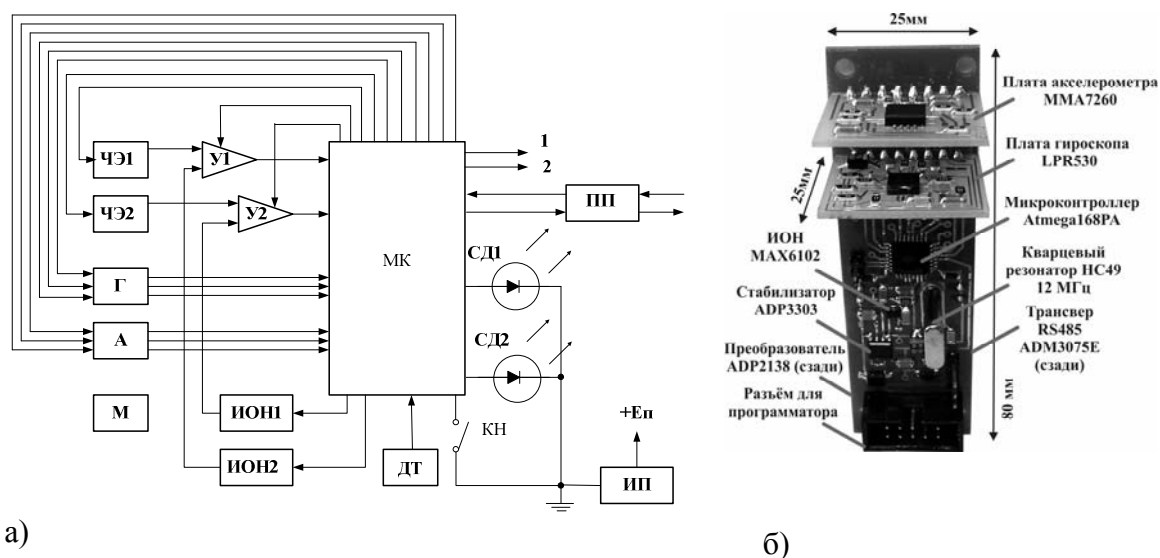 1
2
ЧЭ1
У1
ЧЭ2
У2
ПП
МК
СД1
Г
А
СД2
М
ИОН1
КН
+Еп
ИОН2
ДТ
ИП
а)
25мм
Плата акселерометра
MMA7260
Плата гироскопа
LPR530
25мм
Микроконтроллер
Atmega168PA
ИОН
MAX6102
Кварцевый
резонатор HC49
12 МГц
Стабилизатор
ADP3303
Трансвер
RS485
ADM3075E
(сзади)
Преобразователь
ADP2138 (сзади)
Разъём для
программатора
80 мм
б)